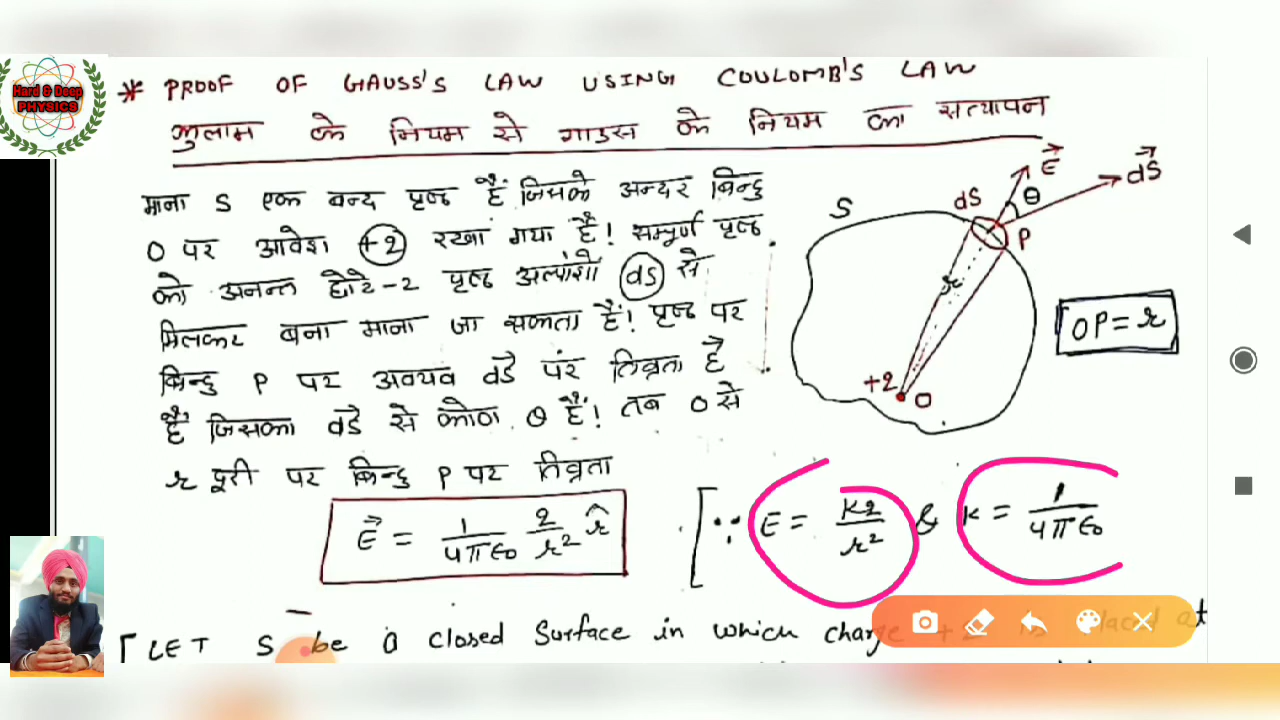 Hard & Deep
PHYSICS
* PROOF OF GAUSS'S LAW USING COULOMB'S LAW
कुलाम के नियम से गाउस के नियम का सत्यापन
माना S एक बन्द पृष्ठ हैं जिसके अन्दर बिन्दु
O पर आवेश +q रखा गया हैं! सम्पूर्ण पृष्ठ
को अनन्त छोटे-2 पृष्ठ अल्पांशो ds से
मिलकर बना माना जा सकता हैं! पृष्ठ पर
बिन्दु P पर अवयव पर तिव्रता
हैं जिसका से कोण θ हैं! तब O से
r दूरी पर बिन्दु P पर तिव्रता
E⃗ = 1/4πε₀ q/r² r̂
[∵ E = Kq/r² & K = 1/4πε₀
S
dS
E⃗
θ
dS⃗
P
r
+q
O
OP = r
[LET S be a closed Surface in which charge